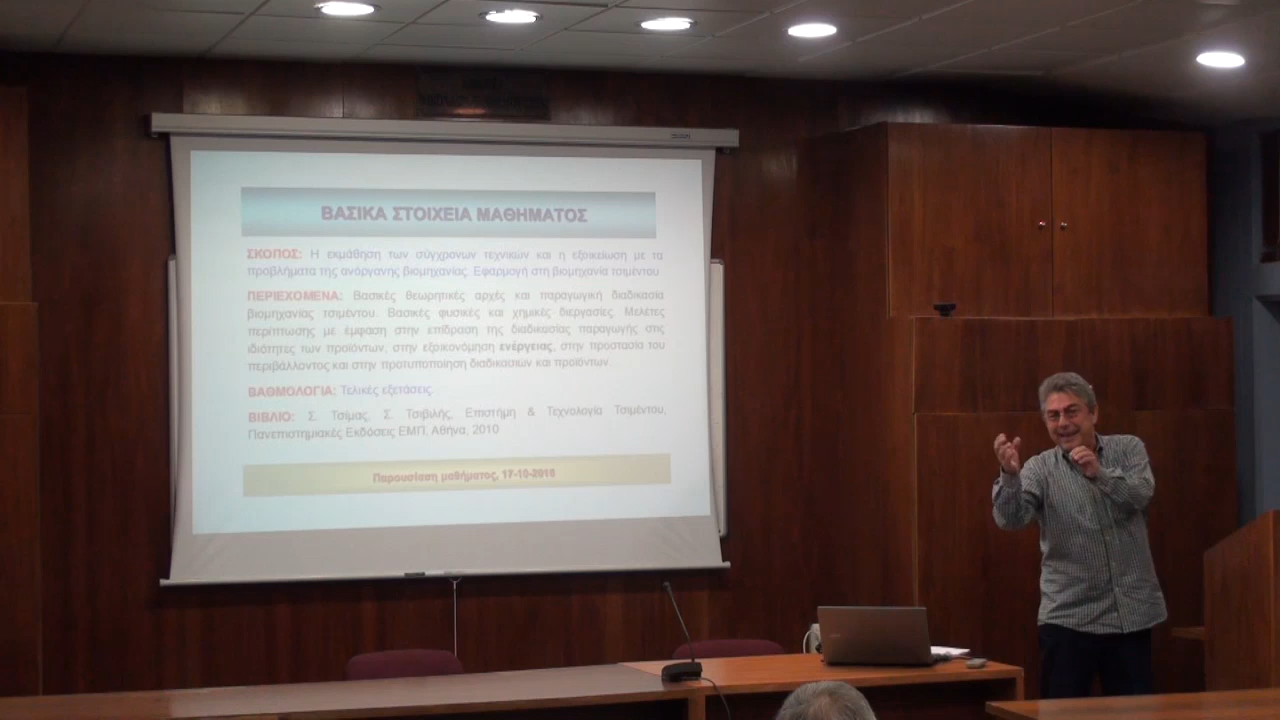 ΒΑΣΙΚΑ ΣΤΟΙΧΕΙΑ ΜΑΘΗΜΑΤΟΣ
ΣΚΟΠΟΣ: Η εκμάθηση των σύγχρονων τεχνικών και η εξοικείωση με τα
προβλήματα της ανόργανης βιομηχανίας. Εφαρμογή στη βιομηχανία τσιμέντου
ΠΕΡΙΕΧΟΜΕΝΑ: Βασικές θεωρητικές αρχές και παραγωγική διαδικασία
βιομηχανίας τσιμέντου. Βασικές φυσικές και χημικές διεργασίες. Μελέτες
περίπτωσης με έμφαση στην επίδραση της διαδικασίας παραγωγής στις
ιδιότητες των προϊόντων, στην εξοικονόμηση ενέργειας, στην προστασία του
περιβάλλοντος και στην προτυποποίηση διαδικασιών και προϊόντων
ΒΑΘΜΟΛΟΓΙΑ: Τελικές εξετάσεις.
ΒΙΒΛΙΟ: Σ. Τσίμας, Σ. Τσιβιλής, Επιστήμη & Τεχνολογία Τσιμέντου,
Πανεπιστημιακές Εκδόσεις ΕΜΠ, Αθήνα, 2010
Παρουσίαση μαθήματος, 17-10-2018